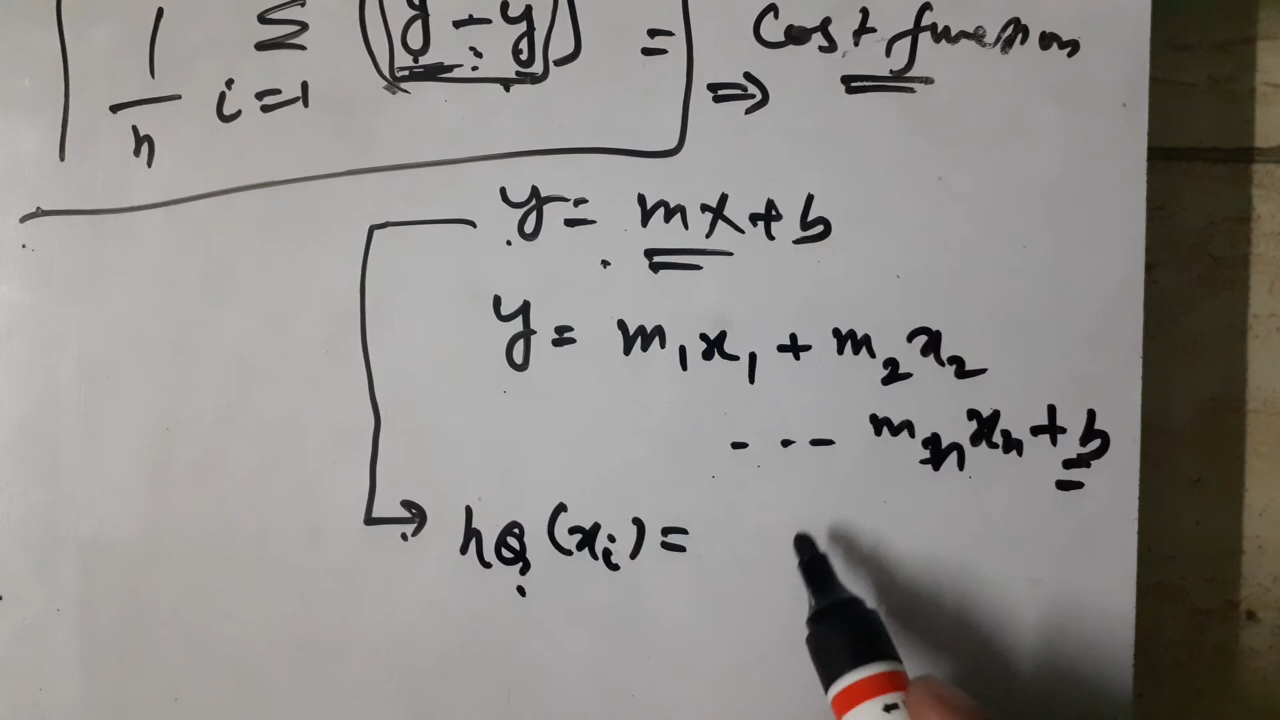 1/n Σ i=1 (y - y) = ⇒ Cost function
y = mx + b
y = m₁x₁ + m₂x₂
--- mₙxₙ + b
hθ(xᵢ) =